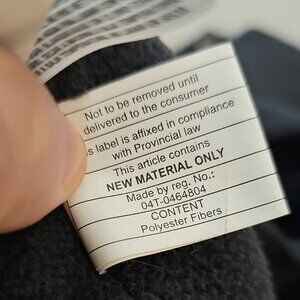 Not to be removed until
delivered to the consumer
label is affixed in compliance
with Provincial law
This article contains
NEW MATERIAL ONLY
Made by reg. No.:
04T-0464804
CONTENT
Polyester Fibers